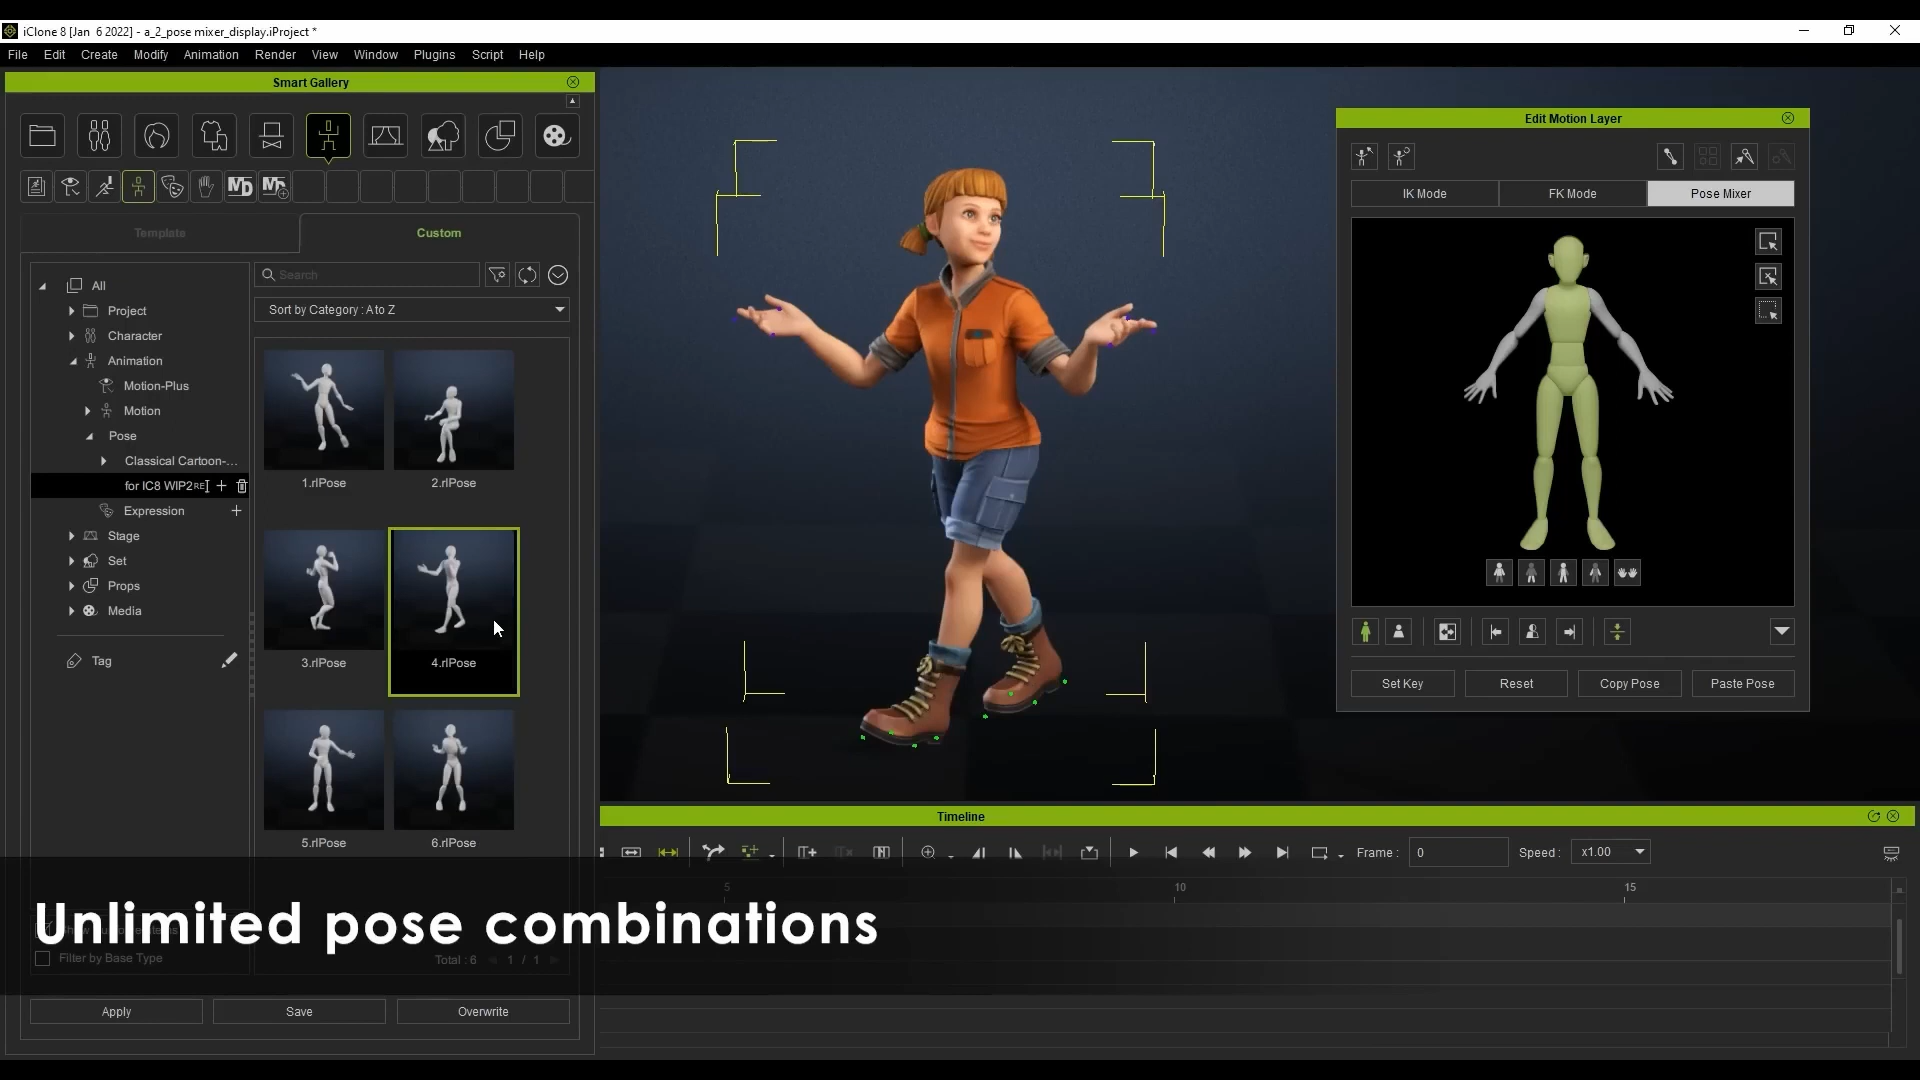 iClone 8 [Jan 6 2022] - a_2_pose mixer_display.iProject *
File Edit Create Modify Animation Render View Window Plugins Script Help
Smart Gallery
MD MD
Template Custom
Search
Sort by Category : A to Z
All
Project
Character
Animation
Motion-Plus
Motion
Pose
Classical Cartoon-...
for IC8 WIP2
Expression
Stage
Set
Props
Media
Tag
1.rlPose 2.rlPose
3.rlPose 4.rlPose
5.rlPose 6.rlPose
Filter by Base Type
Total : 6 1 / 1
Apply Save Overwrite
Edit Motion Layer
IK Mode FK Mode Pose Mixer
Set Key Reset Copy Pose Paste Pose
Timeline
Frame : 0 Speed : x1.00
5 10 15
Unlimited pose combinations